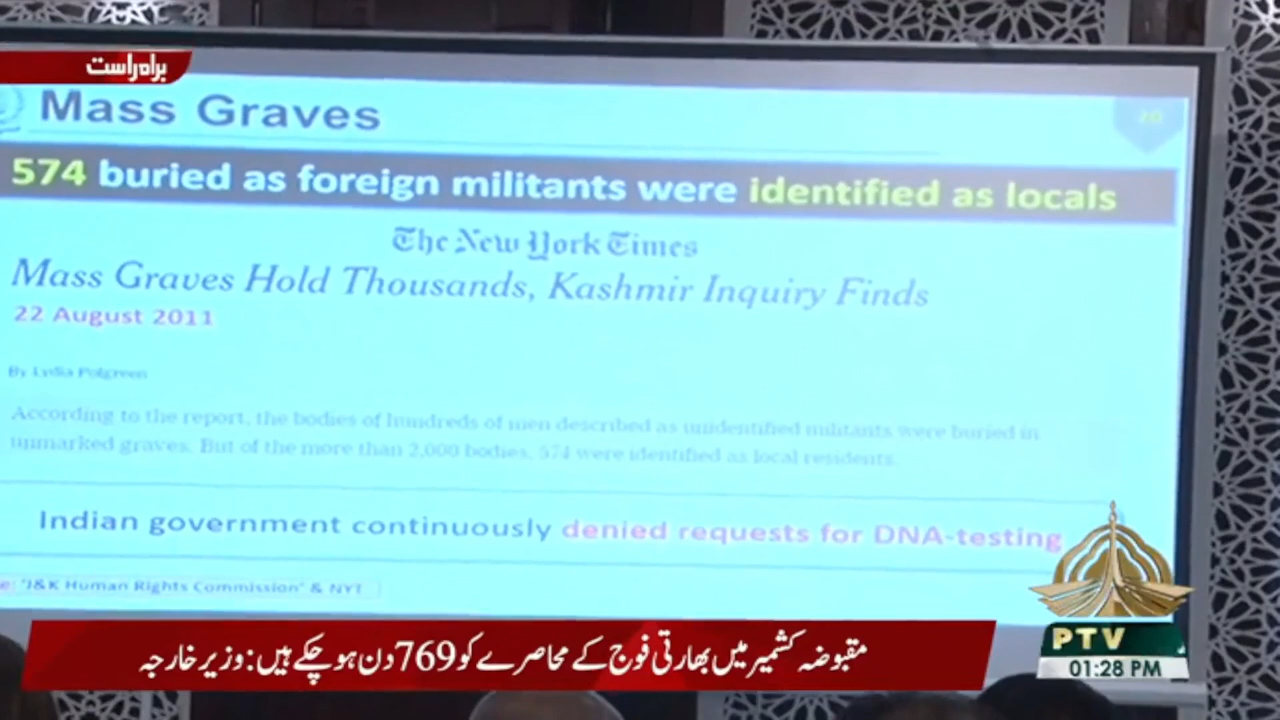 براہ راست
Mass Graves
20
574 buried as foreign militants were identified as locals
The New York Times
Mass Graves Hold Thousands, Kashmir Inquiry Finds
22 August 2011
By Lydia Polgreen
According to the report, the bodies of hundreds of men described as unidentified militants were buried in
unmarked graves. But of the more than 2,000 bodies, 574 were identified as local residents.
Indian government continuously denied requests for DNA-testing
e: "J&K Human Rights Commission" & NYT
مقبوضہ کشمیر میں بھارتی فوج کے محاصرے کو 769 دن ہو چکے ہیں: وزیر خارجہ
PTV
01:28 PM